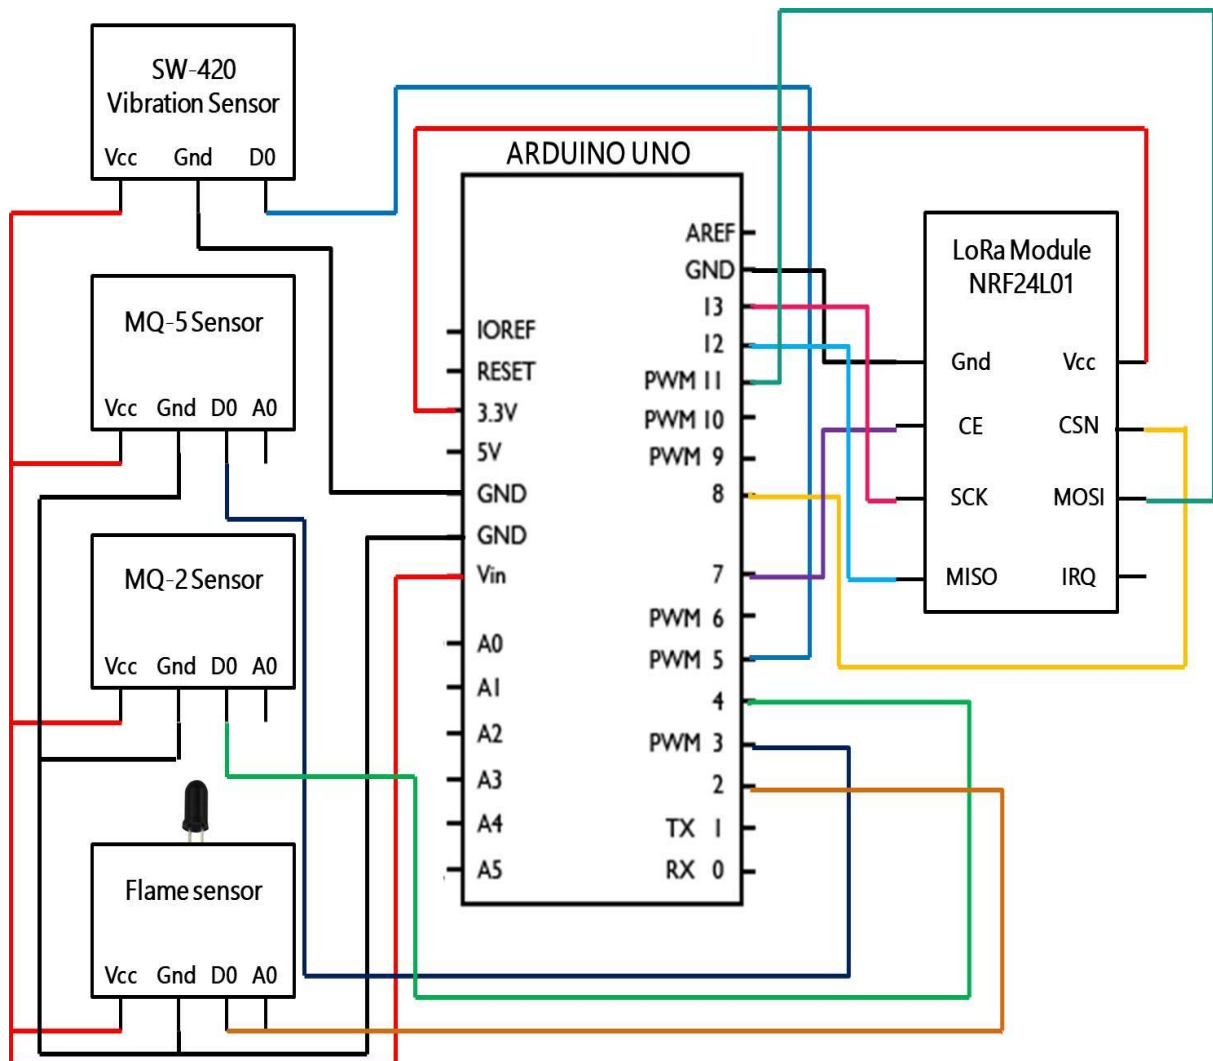 SW-420
Vibration Sensor
Vcc Gnd D0
MQ-5 Sensor
Vcc Gnd D0 A0
MQ-2 Sensor
Vcc Gnd D0 A0
Flame sensor
Vcc Gnd D0 A0
ARDUINO UNO
IOREF
RESET
3.3V
5V
GND
GND
Vin
A0
A1
A2
A3
A4
A5
AREF
GND
13
12
PWM 11
PWM 10
PWM 9
8
7
PWM 6
PWM 5
4
PWM 3
2
TX 1
RX 0
LoRa Module
NRF24L01
Gnd Vcc
CE CSN
SCK MOSI
MISO IRQ